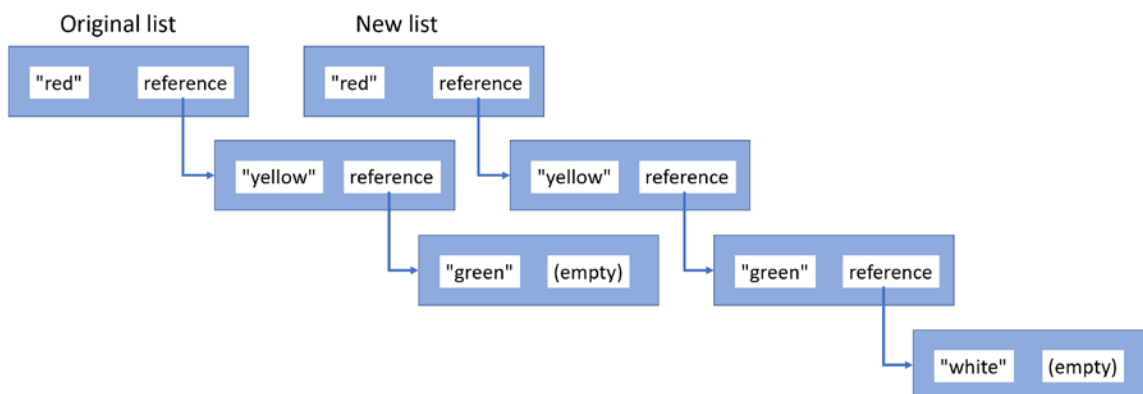 Original list New list
"red" reference "red" reference
"yellow" reference "yellow" reference
"green" (empty) "green" reference
"white" (empty)